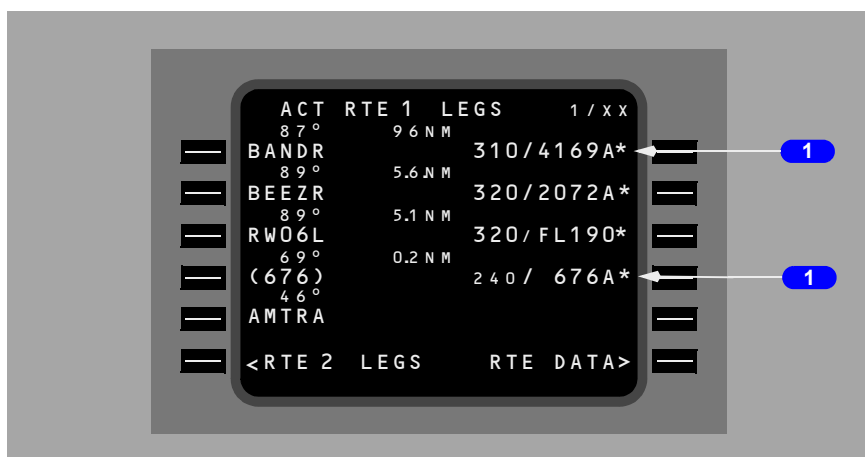 ACT RTE 1 LEGS 1/XX
87° 96NM
BANDR 310/4169A* 1
89° 5.6NM
BEEZR 320/2072A*
89° 5.1NM
RW06L 320/FL190*
69° 0.2NM
(676) 240/ 676A* 1
46°
AMTRA
<RTE 2 LEGS RTE DATA>